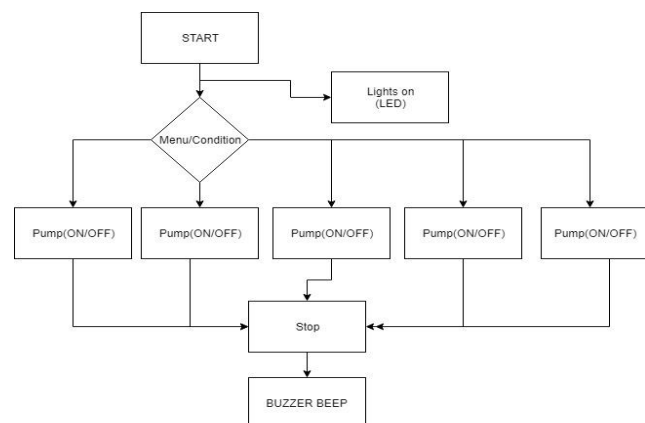 START
Lights on
(LED)
Menu/Condition
Pump(ON/OFF)
Pump(ON/OFF)
Pump(ON/OFF)
Pump(ON/OFF)
Pump(ON/OFF)
Stop
BUZZER BEEP